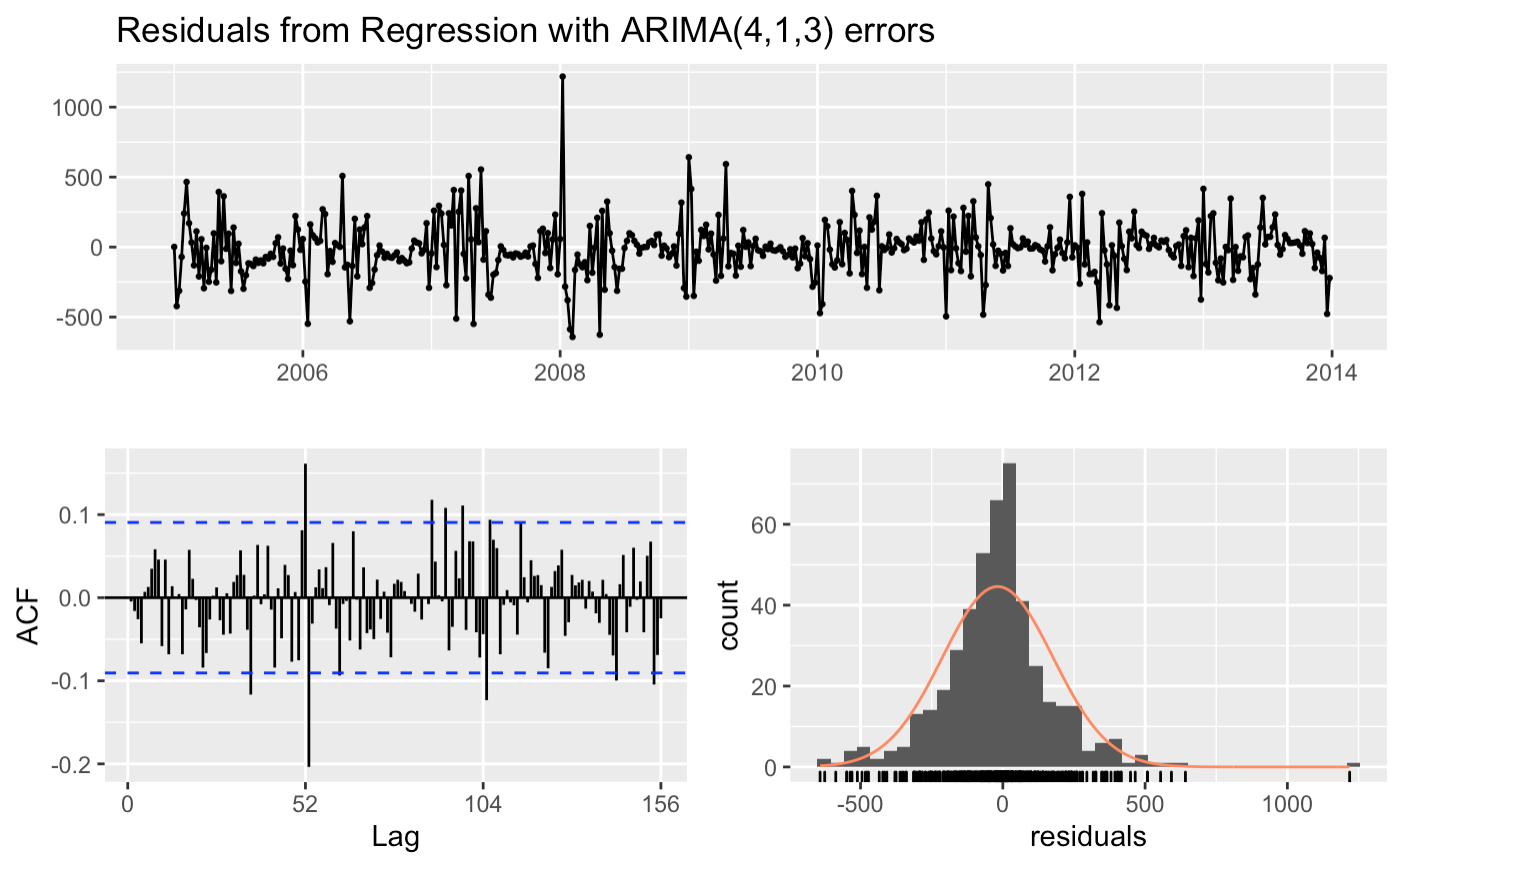 Residuals from Regression with ARIMA(4,1,3) errors
1000
500
0
-500
2006 2008 2010 2012 2014
ACF
0.1
0.0
-0.1
-0.2
0 52 104 156
Lag
count
60
40
20
0
-500 0 500 1000
residuals